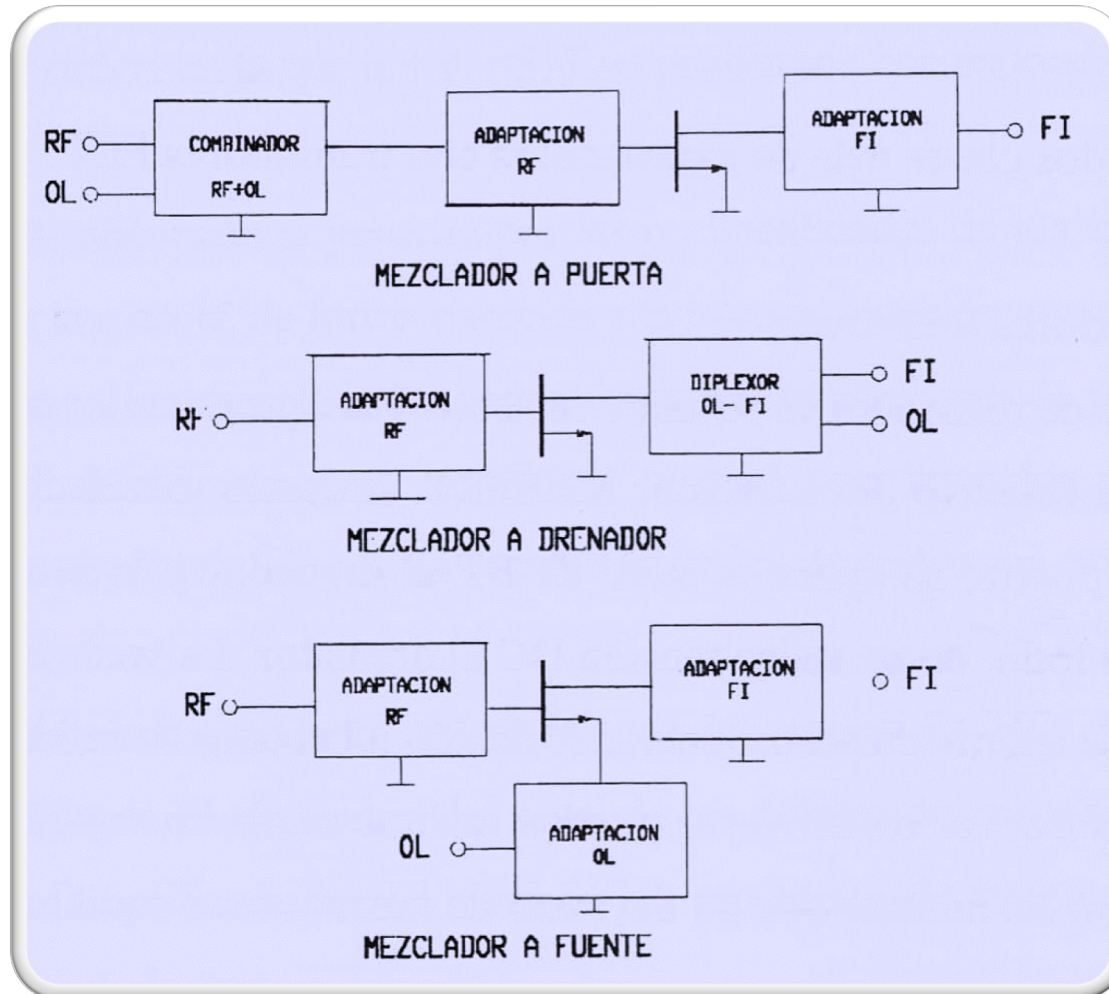 RF
OL
COMBINADOR
RF+OL
ADAPTACION
RF
ADAPTACION
FI
FI
MEZCLADOR A PUERTA
RF
ADAPTACION
RF
DIPLEXOR
OL-FI
FI
OL
MEZCLADOR A DRENADOR
RF
ADAPTACION
RF
ADAPTACION
FI
FI
OL
ADAPTACION
OL
MEZCLADOR A FUENTE